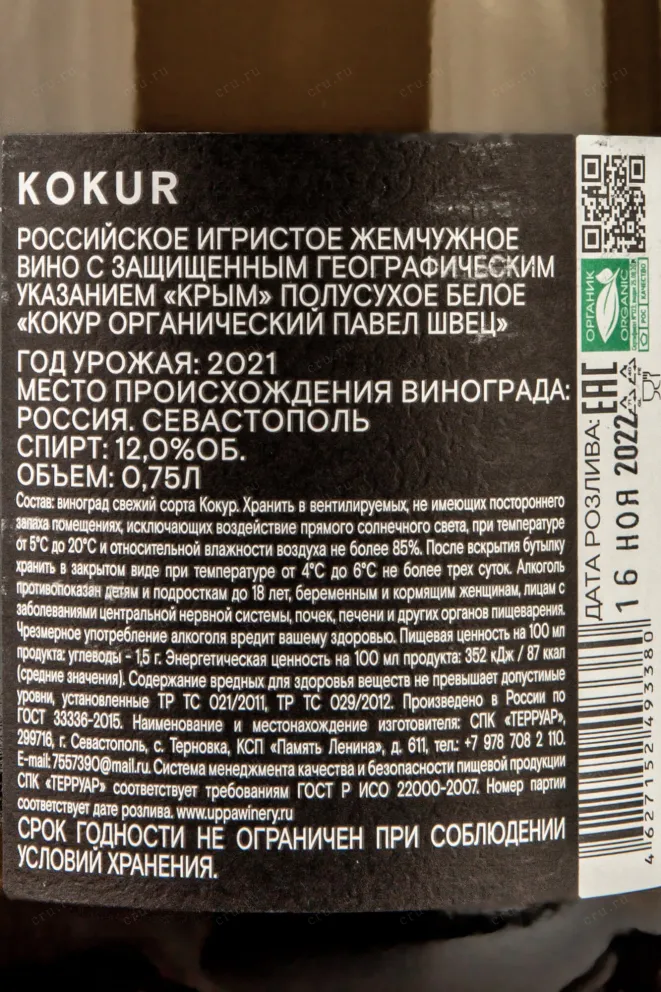 KOKUR
РОССИЙСКОЕ ИГРИСТОЕ ЖЕМЧУЖНОЕ
ВИНО С ЗАЩИЩЕННЫМ ГЕОГРАФИЧЕСКИМ
УКАЗАНИЕМ «КРЫМ» ПОЛУСУХОЕ БЕЛОЕ
«КОКУР ОРГАНИЧЕСКИЙ ПАВЕЛ ШВЕЦ»
ГОД УРОЖАЯ: 2021
МЕСТО ПРОИСХОЖДЕНИЯ ВИНОГРАДА:
РОССИЯ. СЕВАСТОПОЛЬ
СПИРТ: 12,0%ОБ.
ОБЪЕМ: 0,75Л
Состав: виноград свежий сорта Кокур. Хранить в вентилируемых, не имеющих постороннего
запаха помещениях, исключающих воздействие прямого солнечного света, при температуре
от 5°C до 20°C и относительной влажности воздуха не более 85%. После вскрытия бутылку
хранить в закрытом виде при температуре от 4°C до 6°C не более трех суток. Алкоголь
противопоказан детям и подросткам до 18 лет, беременным и кормящим женщинам, лицам с
заболеваниями центральной нервной системы, почек, печени и других органов пищеварения.
Чрезмерное употребление алкоголя вредит вашему здоровью. Пищевая ценность на 100 мл
продукта: углеводы - 1,5 г. Энергетическая ценность на 100 мл продукта: 352 кДж / 87 ккал
(средние значения). Содержание вредных для здоровья веществ не превышает допустимые
уровни, установленные ТР ТС 021/2011, ТР ТС 029/2012. Произведено в России по
ГОСТ 33336-2015. Наименование и местонахождение изготовителя: СПК «ТЕРРУАР»,
299716, г. Севастополь, с. Терновка, КСП «Память Ленина», д. 611, тел.: +7 978 708 2 110.
E-mail: 7557390@mail.ru. Система менеджмента качества и безопасности пищевой продукции
СПК «ТЕРРУАР» соответствует требованиям ГОСТ Р ИСО 22000-2007. Номер партии
соответствует дате розлива. www.uppawinery.ru
СРОК ГОДНОСТИ НЕ ОГРАНИЧЕН ПРИ СОБЛЮДЕНИИ
УСЛОВИЙ ХРАНЕНИЯ.
ОРГАНИК
ORGANIC
РОС КАЧЕСТВО
EAC
ДАТА РОЗЛИВА:
16 НОЯ 2022
4627152493380
cru.ru